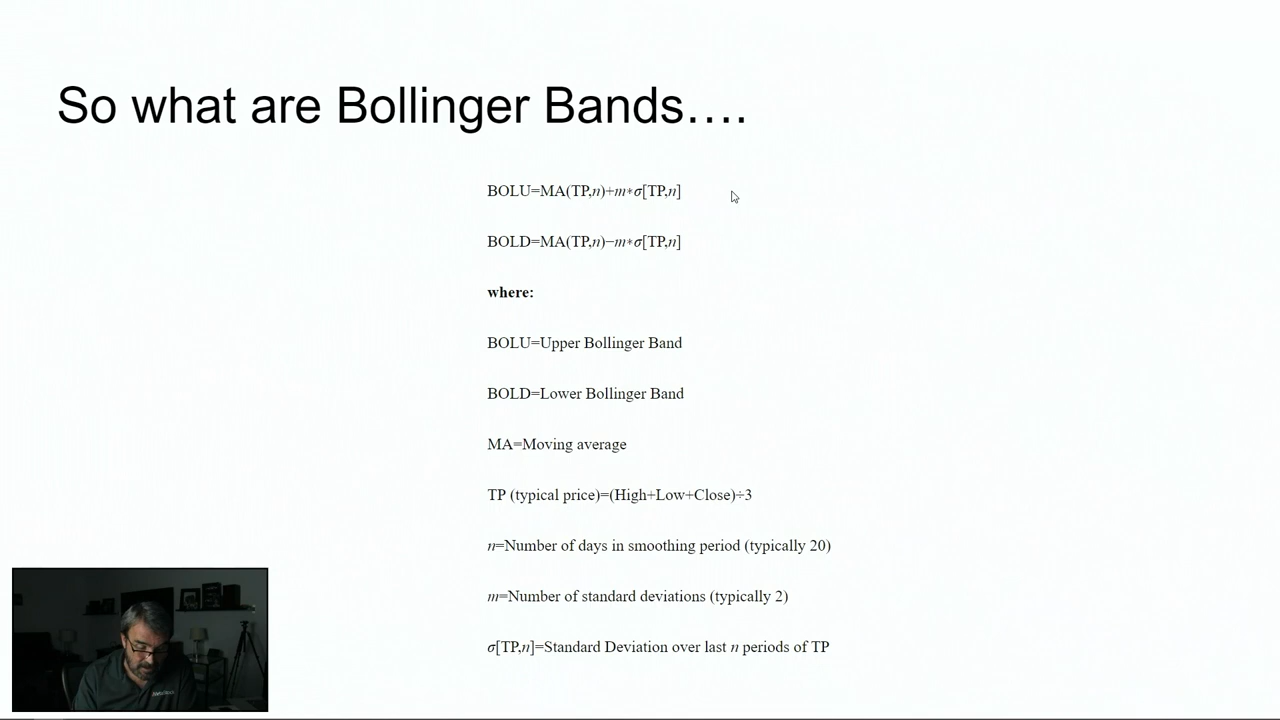 So what are Bollinger Bands….
BOLU=MA(TP,n)+m∗σ[TP,n]
BOLD=MA(TP,n)−m∗σ[TP,n]
where:
BOLU=Upper Bollinger Band
BOLD=Lower Bollinger Band
MA=Moving average
TP (typical price)=(High+Low+Close)÷3
n=Number of days in smoothing period (typically 20)
m=Number of standard deviations (typically 2)
σ[TP,n]=Standard Deviation over last n periods of TP